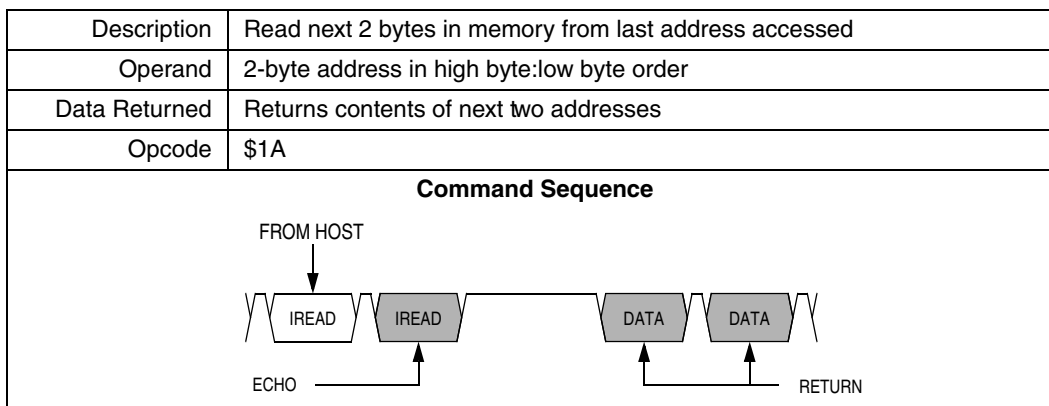 Description Read next 2 bytes in memory from last address accessed
Operand 2-byte address in high byte:low byte order
Data Returned Returns contents of next two addresses
Opcode $1A
Command Sequence
FROM HOST
IREAD IREAD DATA DATA
ECHO RETURN